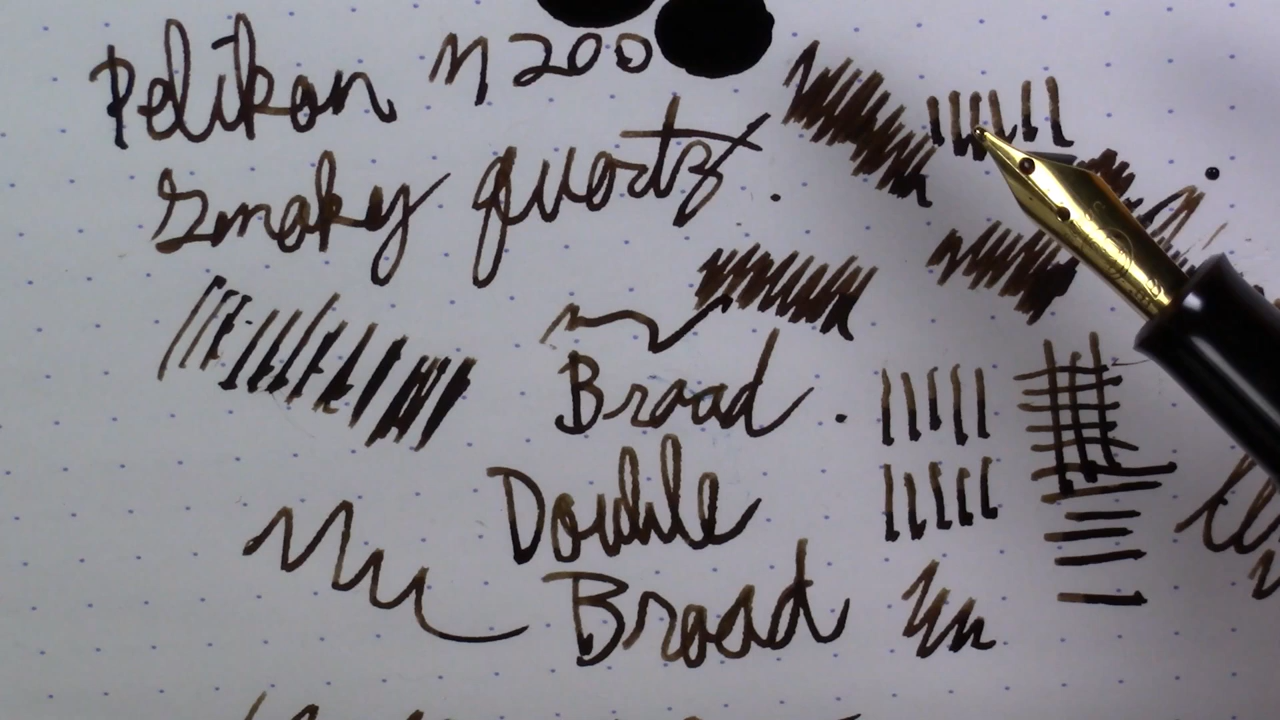 Pelikan M200
Smoky quartz.
Broad.
Double
Broad